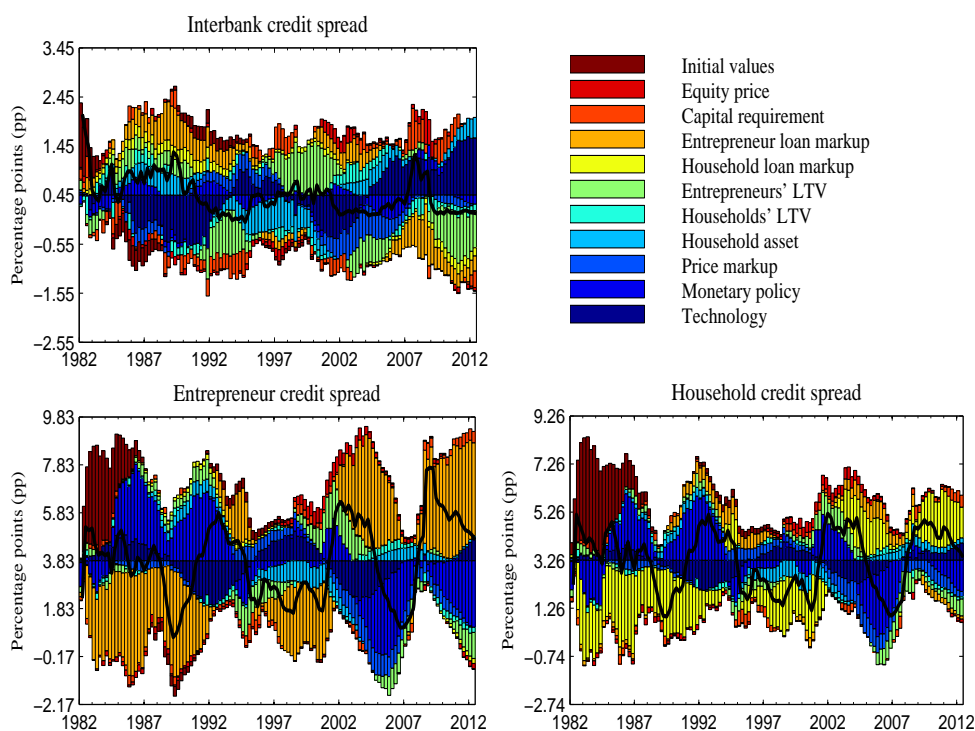 Interbank credit spread
Percentage points (pp)
3.45
2.45
1.45
0.45
−0.55
−1.55
−2.55
1982 1987 1992 1997 2002 2007 2012
Initial values
Equity price
Capital requirement
Entrepreneur loan markup
Household loan markup
Entrepreneurs' LTV
Households' LTV
Household asset
Price markup
Monetary policy
Technology
Entrepreneur credit spread
Percentage points (pp)
9.83
7.83
5.83
3.83
1.83
−0.17
−2.17
1982 1987 1992 1997 2002 2007 2012
Household credit spread
Percentage points (pp)
9.26
7.26
5.26
3.26
1.26
−0.74
−2.74
1982 1987 1992 1997 2002 2007 2012